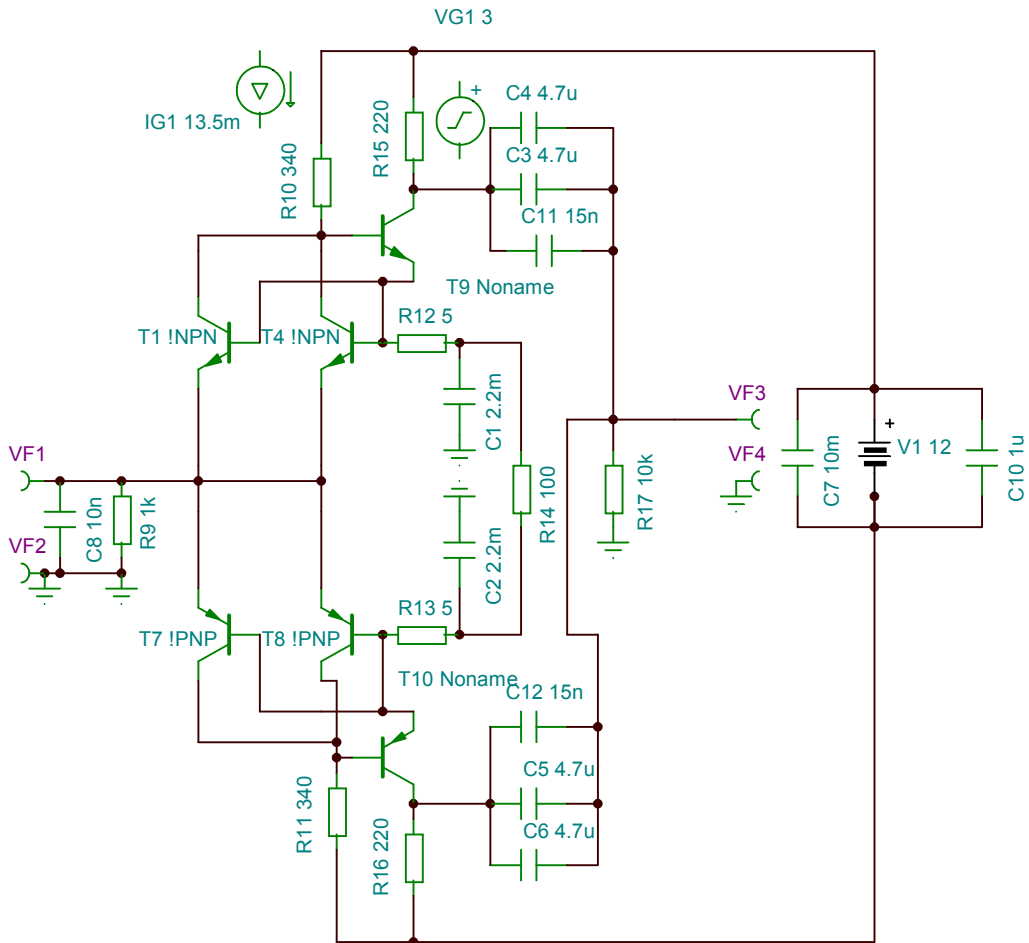 VG1 3
IG1 13.5m
R10 340
R15 220
+
C4 4.7u
C3 4.7u
C11 15n
T9 Noname
T1 !NPN
T4 !NPN
R12 5
C1 2.2m
VF3
VF4
V1 12
+
C7 10m
C10 1u
VF1
VF2
C8 10n
R9 1k
C2 2.2m
R14 100
R17 10k
R13 5
T7 !PNP
T8 !PNP
T10 Noname
C12 15n
C5 4.7u
C6 4.7u
R11 340
R16 220